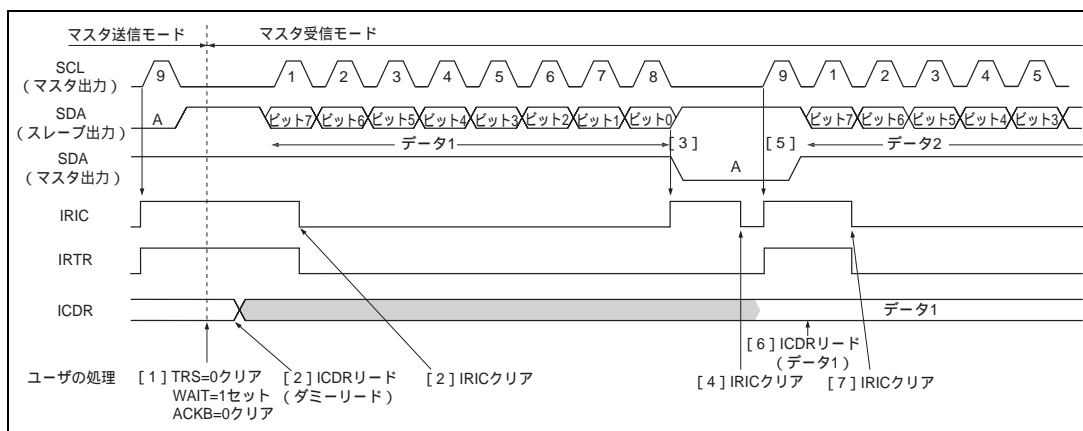 マスタ送信モード マスタ受信モード
SCL
(マスタ出力)
9 1 2 3 4 5 6 7 8 9 1 2 3 4 5
SDA
(スレーブ出力)
A ビット7 ビット6 ビット5 ビット4 ビット3 ビット2 ビット1 ビット0 ビット7 ビット6 ビット5 ビット4 ビット3
データ1 [3] [5] データ2
SDA
(マスタ出力)
A
IRIC
IRTR
ICDR データ1
ユーザの処理
[1] TRS=0クリア
WAIT=1セット
ACKB=0クリア
[2] ICDRリード
(ダミーリード)
[2] IRICクリア
[4] IRICクリア
[6] ICDRリード
(データ1)
[7] IRICクリア